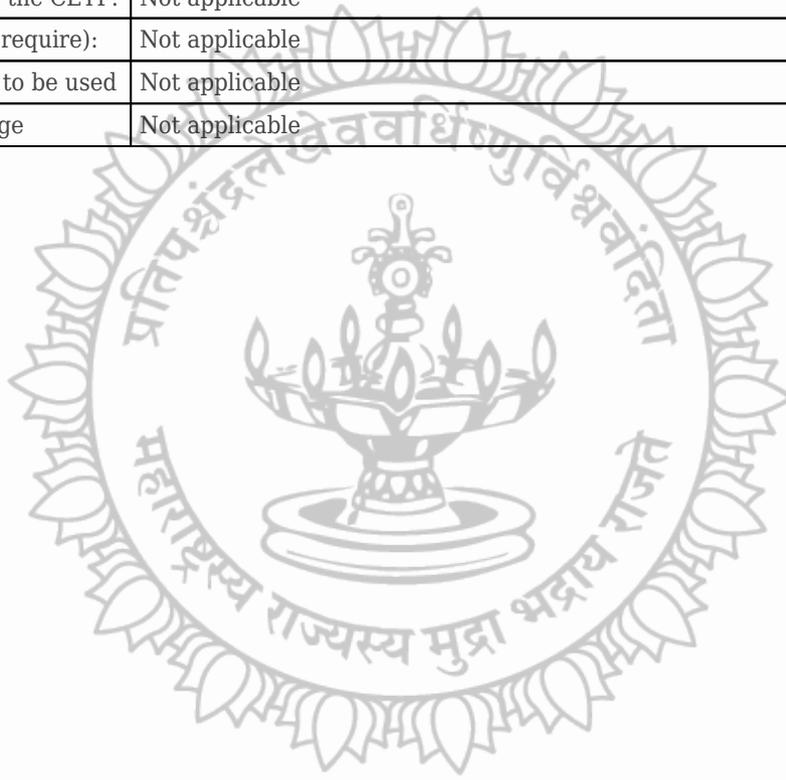 the CETP: Not applicable
require): Not applicable
to be used Not applicable
ge Not applicable
प्रतिपच्चंद्रलेखेव वर्धिष्णुर्विश्ववंदिता
महाराष्ट्रस्य राज्यस्य मुद्रा भद्राय राजते